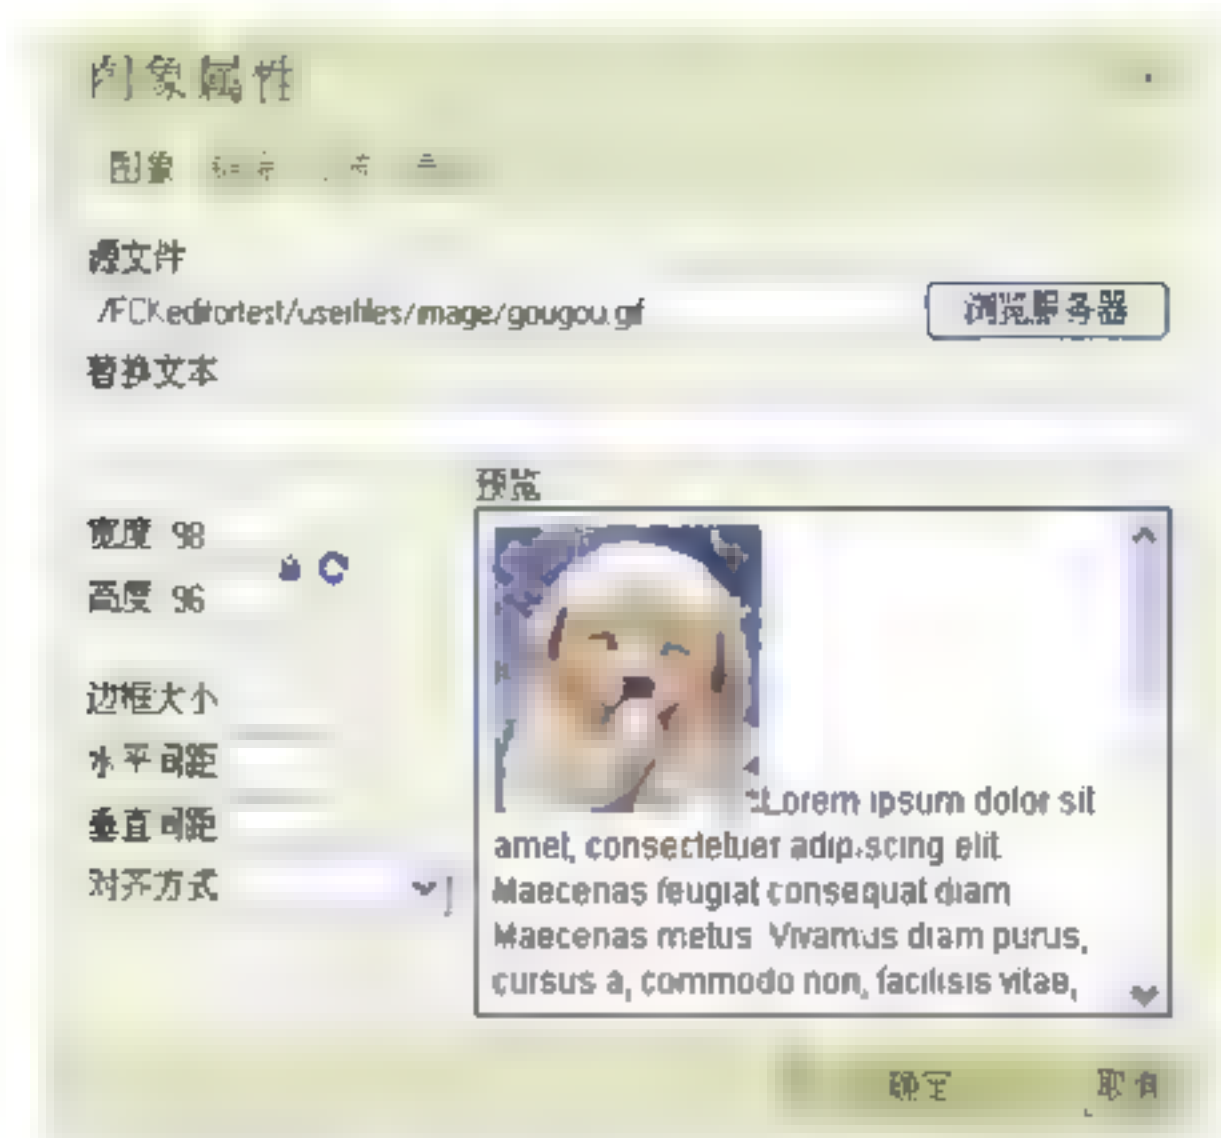 图象属性
图象
源文件
/FCKeditortest/userfiles/image/gougou.gif 浏览服务器
替换文本
预览
宽度 98
高度 96
边框大小
水平间距
垂直间距
对齐方式
Lorem ipsum dolor sit
amet, consectetuer adipiscing elit.
Maecenas feugiat consequat diam.
Maecenas metus. Vivamus diam purus,
cursus a, commodo non, facilisis vitae,
确定 取消